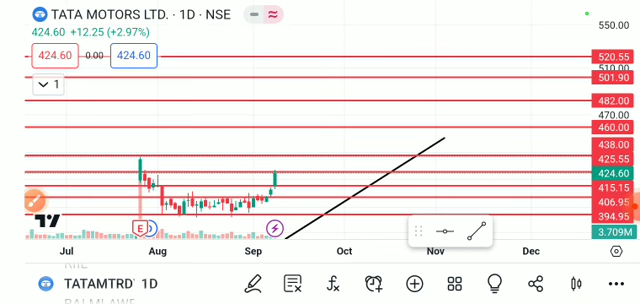 TATA MOTORS LTD. · 1D · NSE
424.60 +12.25 (+2.97%)
424.60 0.00 424.60
1
550.00
520.55
510.00
501.90
482.00
470.00
460.00
438.00
425.55
424.60
415.15
406.95
394.95
3.709M
E D
Jul Aug Sep Oct Nov Dec
TATAMTRD 1D